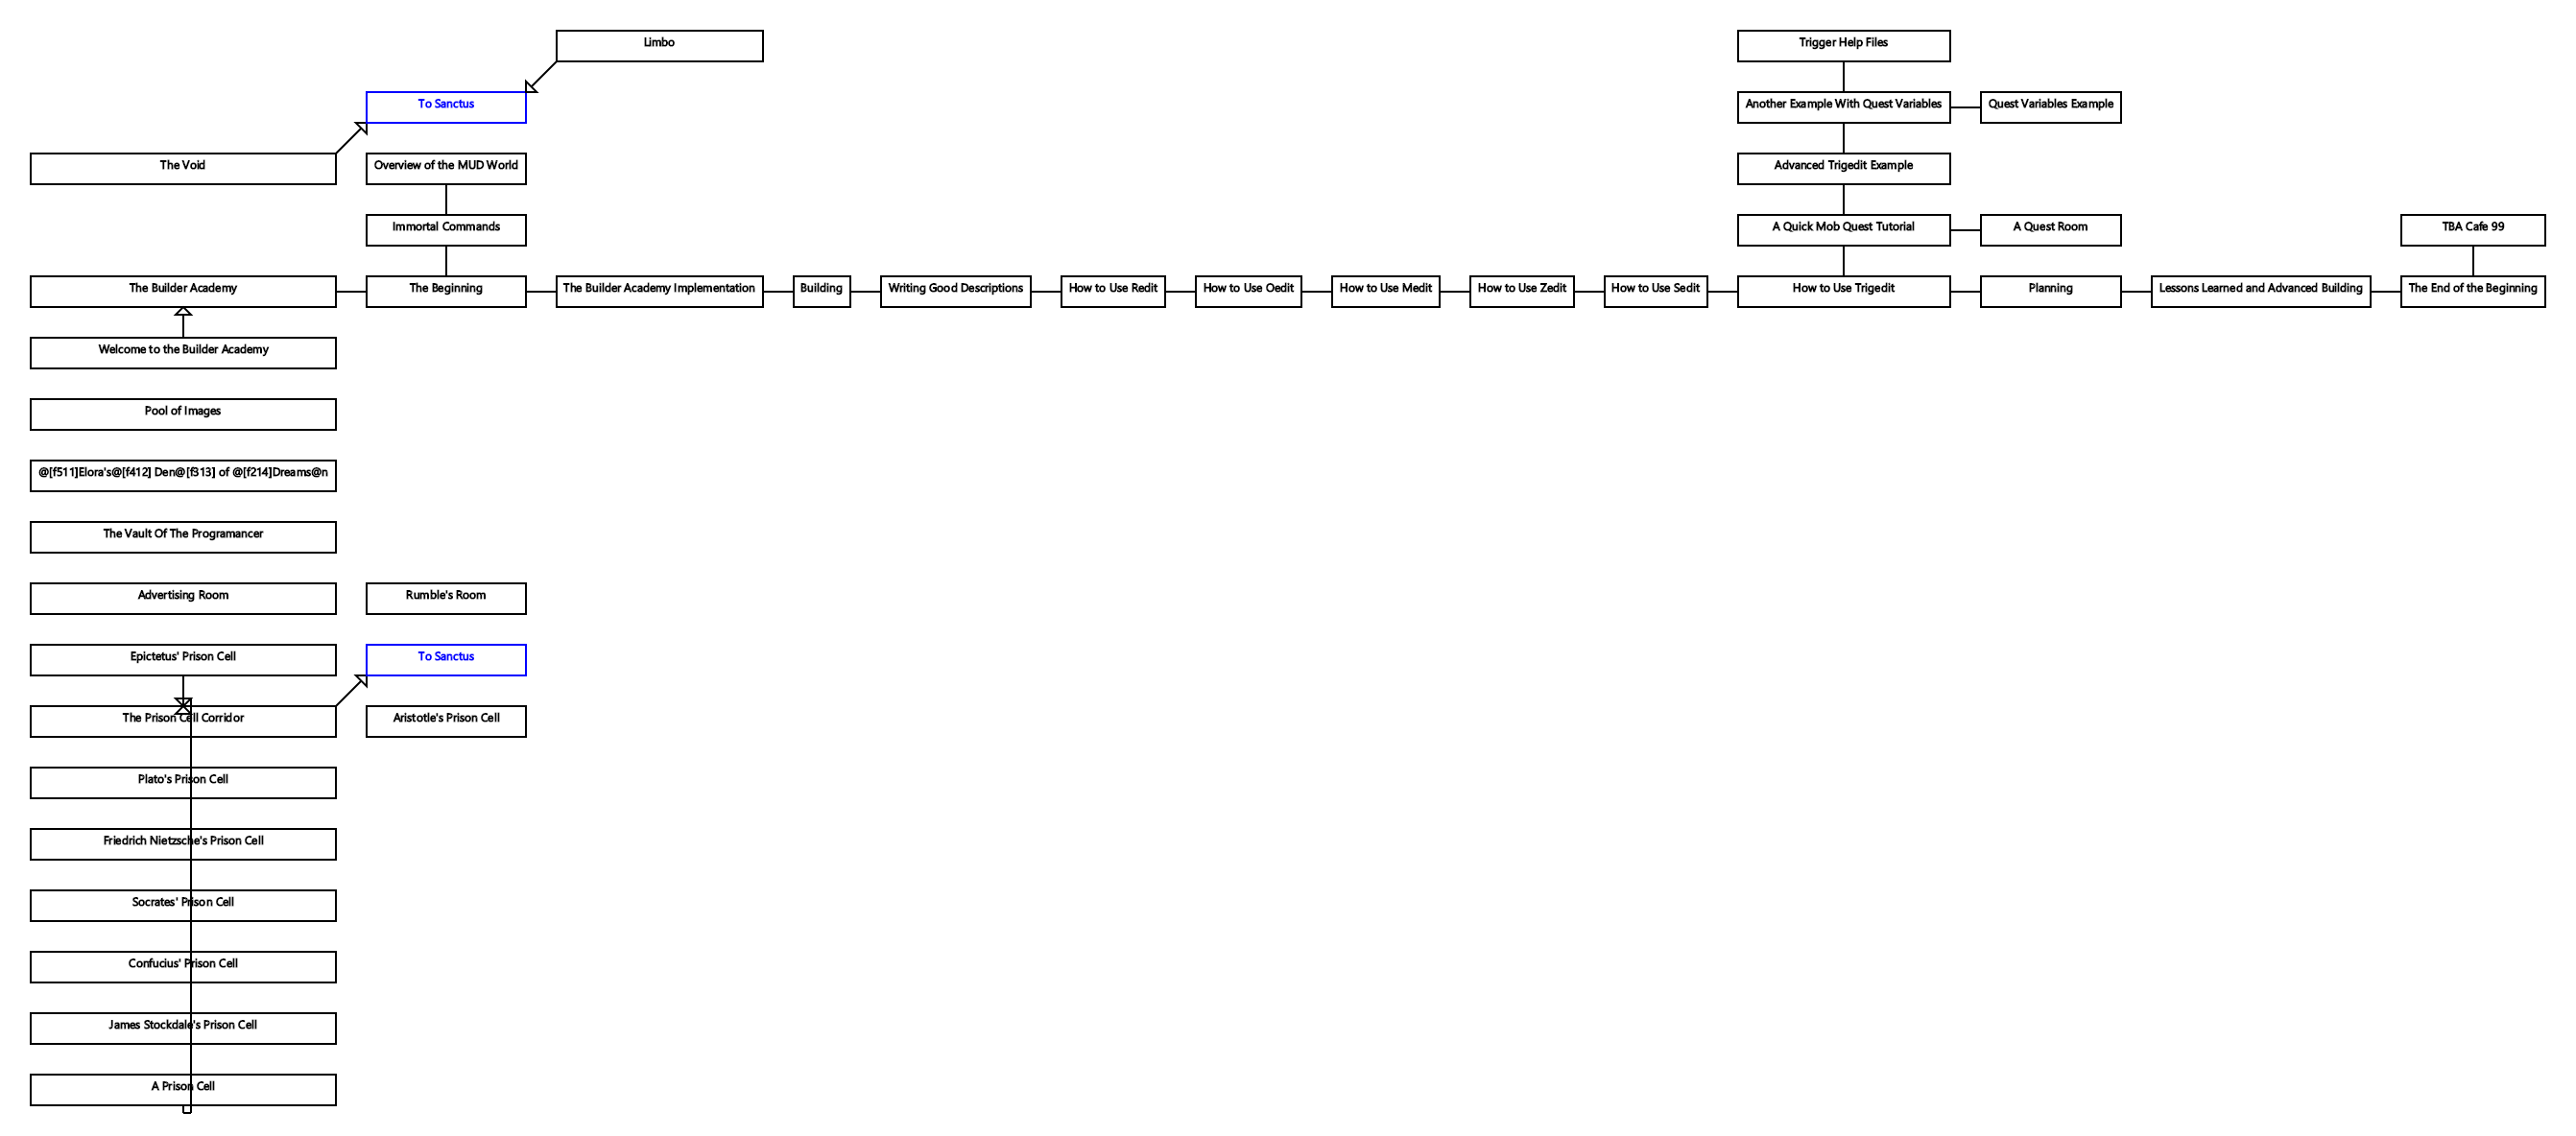 Limbo
Trigger Help Files
To Sanctus
Another Example With Quest Variables
Quest Variables Example
The Void
Overview of the MUD World
Advanced Trigedit Example
Immortal Commands
A Quick Mob Quest Tutorial
A Quest Room
TBA Cafe 99
The Builder Academy
The Beginning
The Builder Academy Implementation
Building
Writing Good Descriptions
How to Use Redit
How to Use Oedit
How to Use Medit
How to Use Zedit
How to Use Sedit
How to Use Trigedit
Planning
Lessons Learned and Advanced Building
The End of the Beginning
Welcome to the Builder Academy
Pool of Images
@[f511]Elora's@[f412] Den@[f313] of @[f214]Dreams@n
The Vault Of The Programancer
Advertising Room
Rumble's Room
Epictetus' Prison Cell
To Sanctus
The Prison Cell Corridor
Aristotle's Prison Cell
Plato's Prison Cell
Friedrich Nietzsche's Prison Cell
Socrates' Prison Cell
Confucius' Prison Cell
James Stockdale's Prison Cell
A Prison Cell